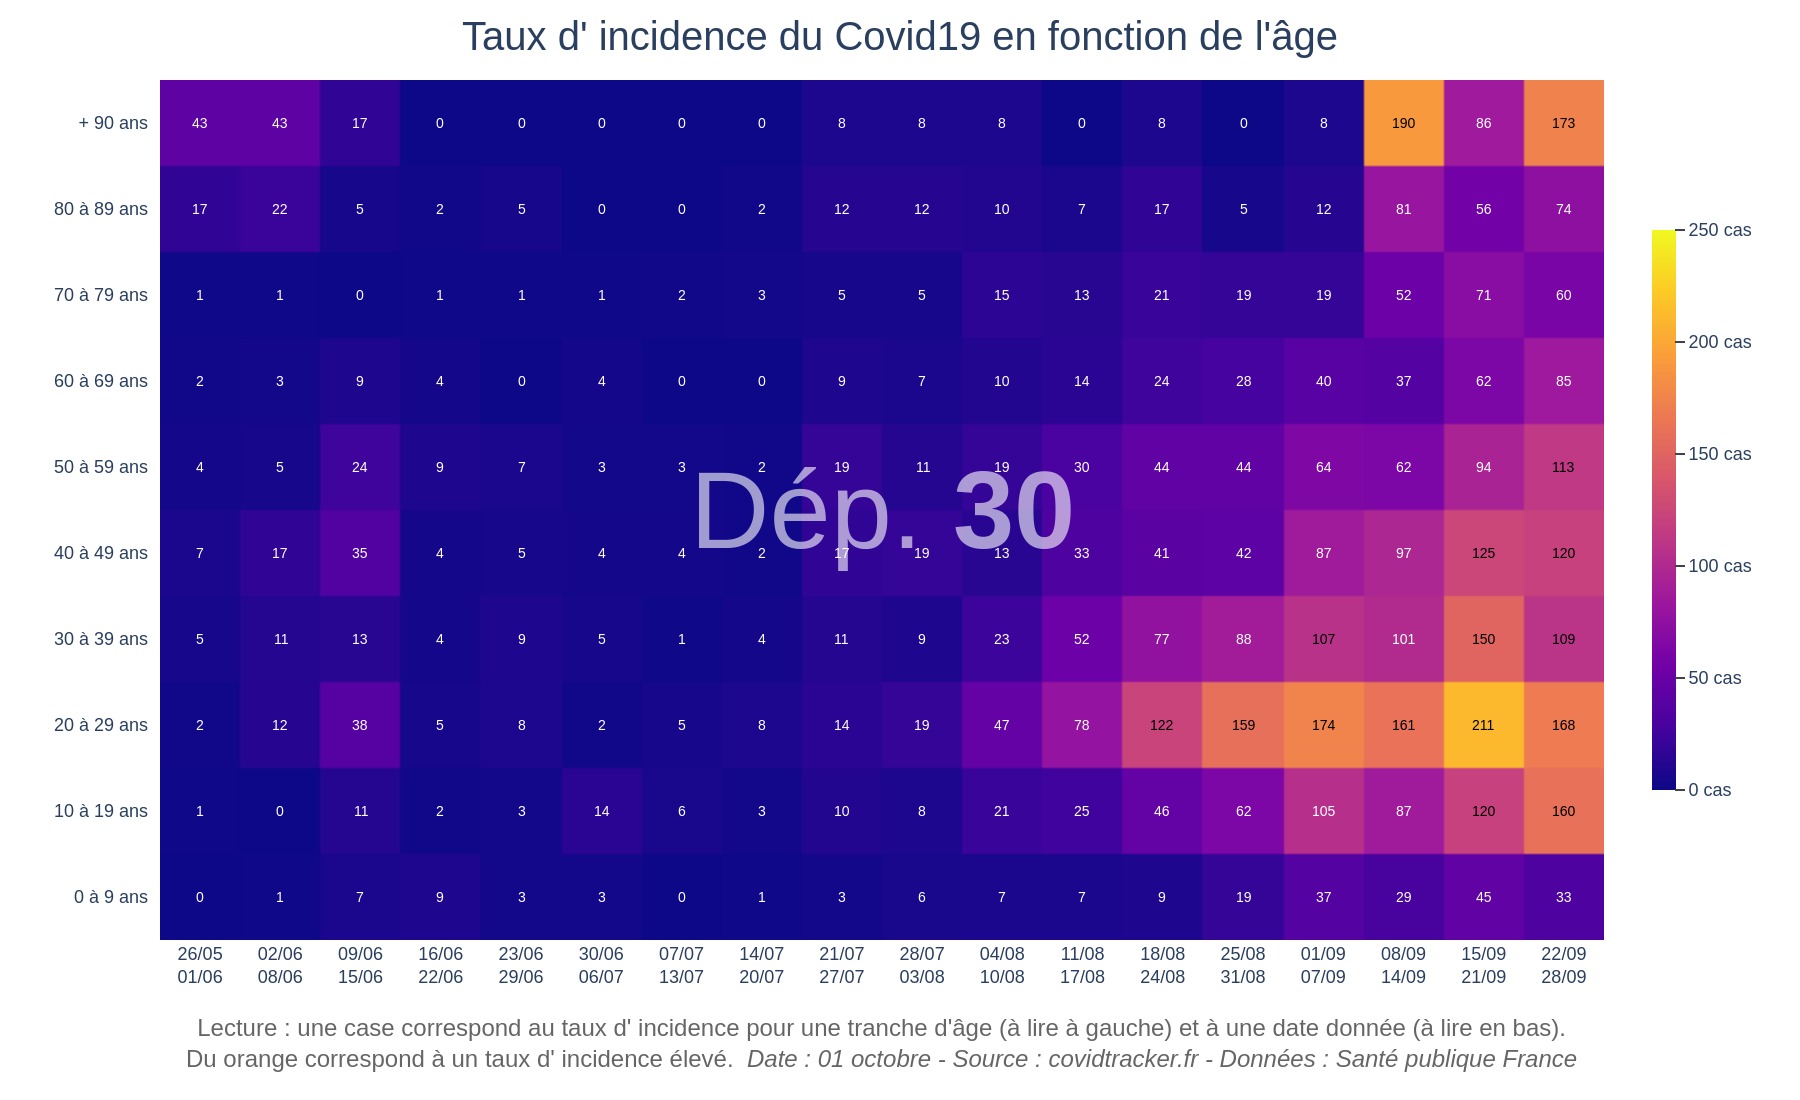 Taux d' incidence du Covid19 en fonction de l'âge
+ 90 ans 43 43 17 0 0 0 0 0 8 8 8 0 8 0 8 190 86 173
80 à 89 ans 17 22 5 2 5 0 0 2 12 12 10 7 17 5 12 81 56 74
70 à 79 ans 1 1 0 1 1 1 2 3 5 5 15 13 21 19 19 52 71 60
60 à 69 ans 2 3 9 4 0 4 0 0 9 7 10 14 24 28 40 37 62 85
50 à 59 ans 4 5 24 9 7 3 3 2 19 11 19 30 44 44 64 62 94 113
Dép. 30
40 à 49 ans 7 17 35 4 5 4 4 2 17 19 13 33 41 42 87 97 125 120
30 à 39 ans 5 11 13 4 9 5 1 4 11 9 23 52 77 88 107 101 150 109
20 à 29 ans 2 12 38 5 8 2 5 8 14 19 47 78 122 159 174 161 211 168
10 à 19 ans 1 0 11 2 3 14 6 3 10 8 21 25 46 62 105 87 120 160
0 à 9 ans 0 1 7 9 3 3 0 1 3 6 7 7 9 19 37 29 45 33
26/05 02/06 09/06 16/06 23/06 30/06 07/07 14/07 21/07 28/07 04/08 11/08 18/08 25/08 01/09 08/09 15/09 22/09
01/06 08/06 15/06 22/06 29/06 06/07 13/07 20/07 27/07 03/08 10/08 17/08 24/08 31/08 07/09 14/09 21/09 28/09
250 cas
200 cas
150 cas
100 cas
50 cas
0 cas
Lecture : une case correspond au taux d' incidence pour une tranche d'âge (à lire à gauche) et à une date donnée (à lire en bas).
Du orange correspond à un taux d' incidence élevé. Date : 01 octobre - Source : covidtracker.fr - Données : Santé publique France